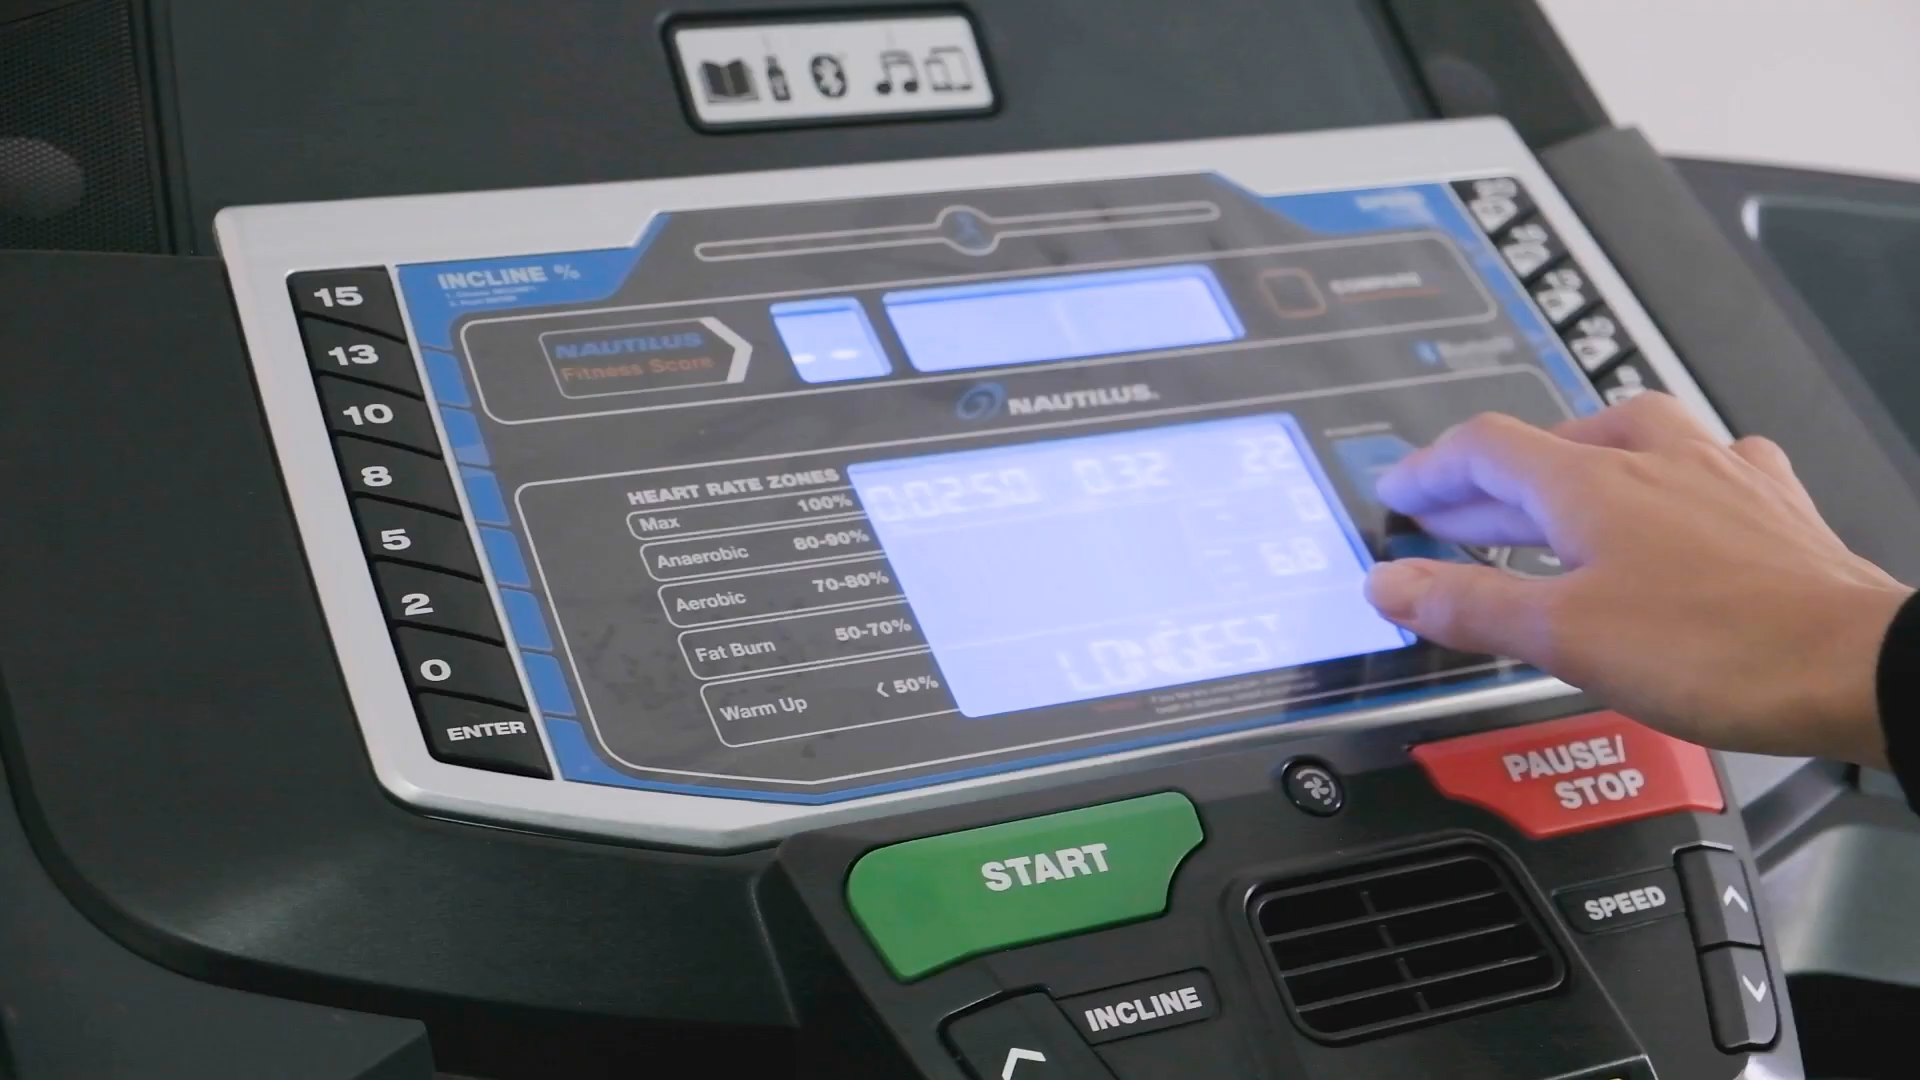 INCLINE %
15
13
10
8
5
2
0
ENTER
NAUTILUS
Fitness Score
-- 
COMPARE
Bluetooth
NAUTILUS
HEART RATE ZONES
Max 100%
Anaerobic 80-90%
Aerobic 70-80%
Fat Burn 50-70%
Warm Up < 50%
0:02:50 0.32 22
0
6.8
LONGEST
START
PAUSE/
STOP
INCLINE
SPEED